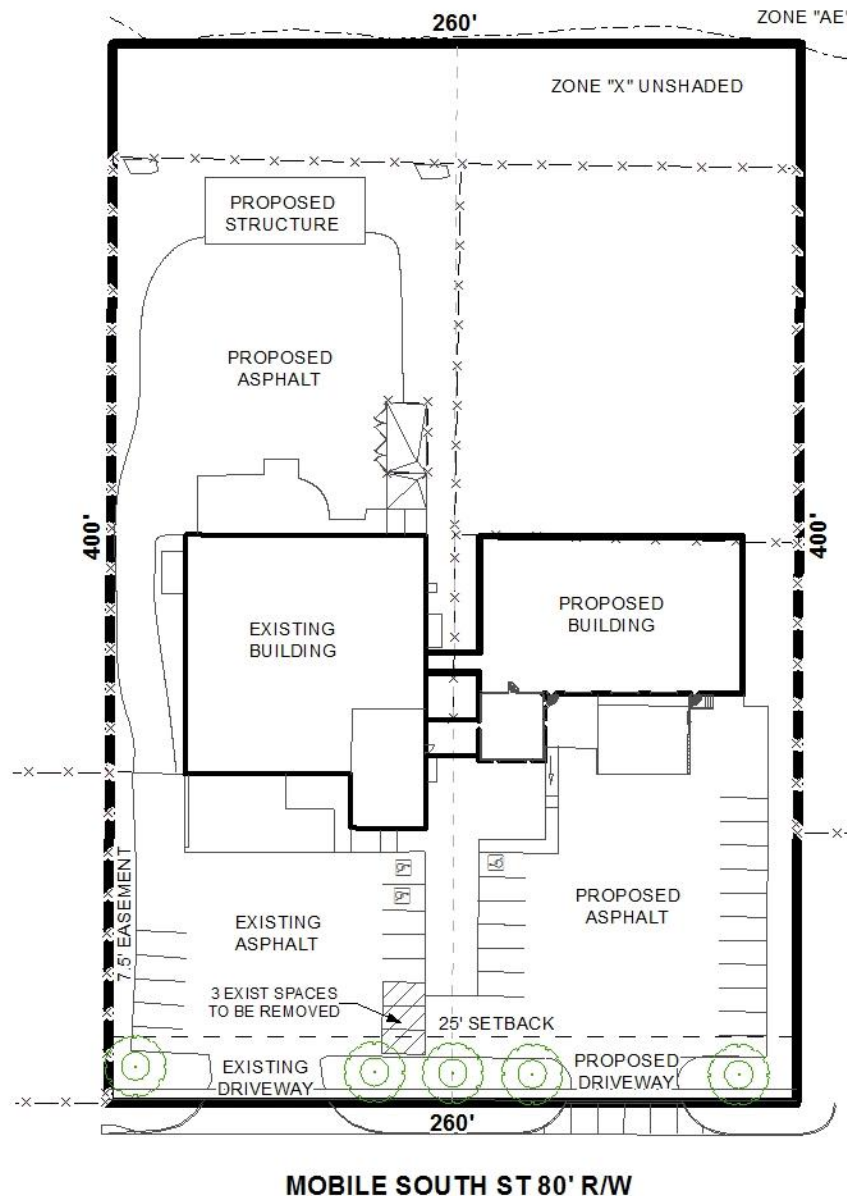 260'
ZONE "AE"
ZONE "X" UNSHADED
PROPOSED
STRUCTURE
PROPOSED
ASPHALT
400'
400'
EXISTING
BUILDING
PROPOSED
BUILDING
7.5' EASEMENT
EXISTING
ASPHALT
PROPOSED
ASPHALT
3 EXIST SPACES
TO BE REMOVED
25' SETBACK
EXISTING
DRIVEWAY
PROPOSED
DRIVEWAY
260'
MOBILE SOUTH ST 80' R/W